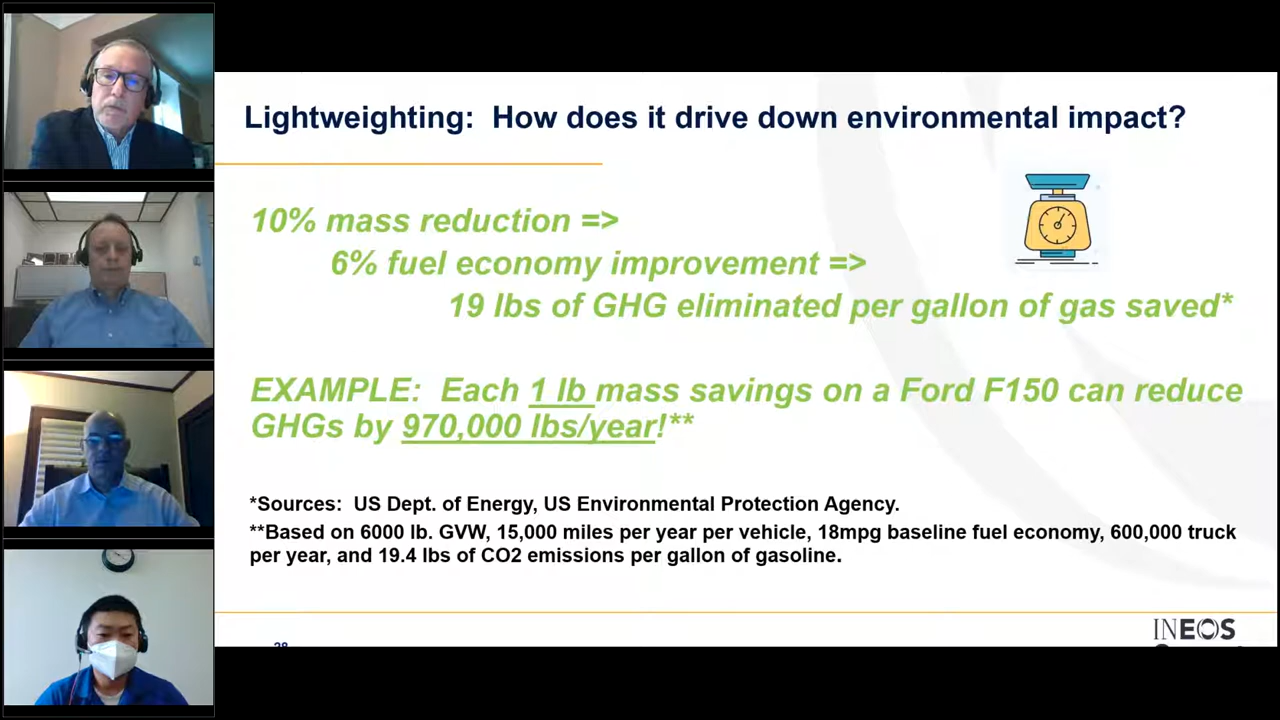 Lightweighting: How does it drive down environmental impact?
10% mass reduction =>
6% fuel economy improvement =>
19 lbs of GHG eliminated per gallon of gas saved*
EXAMPLE: Each 1 lb mass savings on a Ford F150 can reduce
GHGs by 970,000 lbs/year!**
*Sources: US Dept. of Energy, US Environmental Protection Agency.
**Based on 6000 lb. GVW, 15,000 miles per year per vehicle, 18mpg baseline fuel economy, 600,000 truck
per year, and 19.4 lbs of CO2 emissions per gallon of gasoline.
INEOS